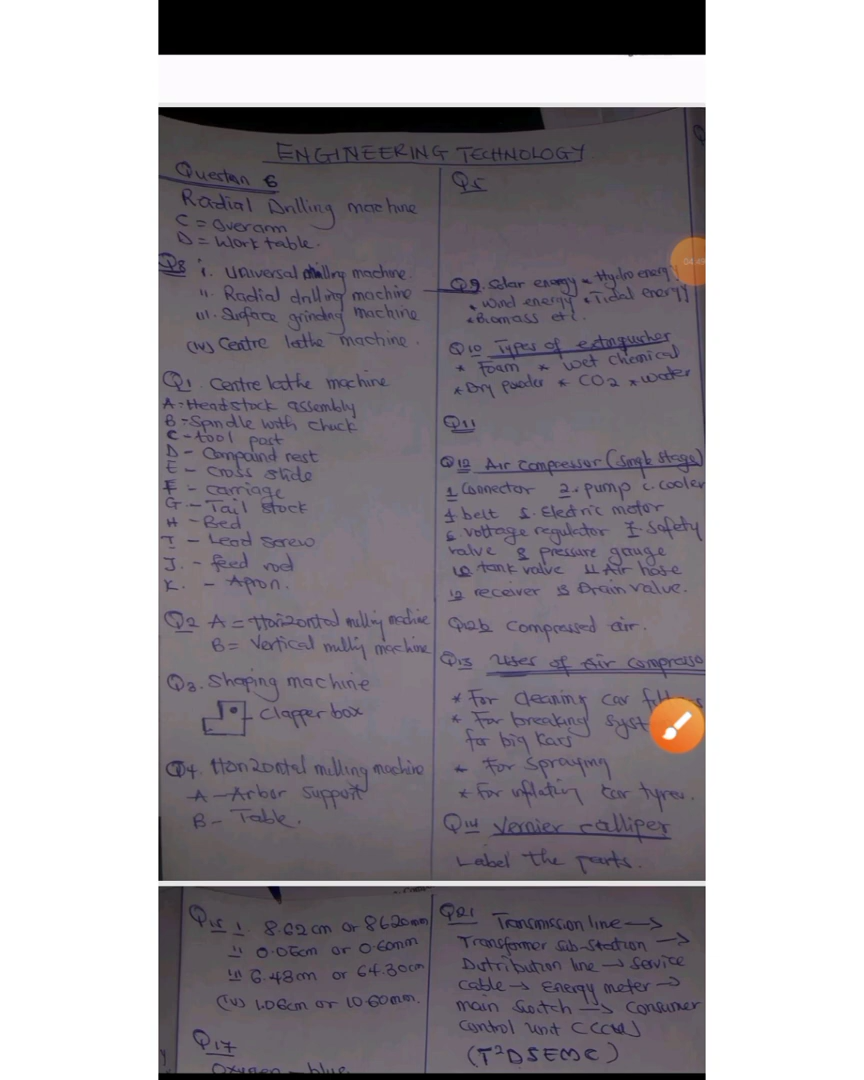 ENGINEERING TECHNOLOGY
Question 6
Radial Drilling machine
C = Overarm
D = Work table.
Q8 i. Universal milling machine.
ii. Radial drilling machine
iii. Surface grinding machine
(iv) Centre lathe machine.
Q1. Centre lathe machine
A - Headstock assembly
B - Spindle with chuck
C - tool post
D - Compound rest
E - Cross slide
F - Carriage
G - Tail stock
H - Bed
I - Lead screw
J. - feed rod
K. - Apron.
Q2 A = Horizontal milling machine
B = Vertical milling machine
Q3. Shaping machine
Clapper box
Q4. Horizontal milling machine
A - Arbor support
B - Table.
Q5
Q9. Solar energy * Hydro energy
• Wind energy • Tidal energy
• Biomass etc.
Q10 Types of extinguisher
* Foam * Wet chemical
* Dry powder * CO2 * Water
Q11
Q12 Air compressor (single stage)
1 Connector 2. pump cooler
4 belt 5. Electric motor
6 voltage regulator 7. safety
valve 8 pressure gauge
10 tank valve 11 Air hose
12 receiver 13 Drain valve.
Q12b Compressed air.
Q13 Uses of Air compresso
* For cleaning car
* For breaking syst
for big Kars
* For spraying
* For inflating car tyres.
Q14 Vernier calliper
Label the parts.
Q15 i. 8.62cm or 86.20mm
ii 0.06cm or 0.60mm
iii 6.43cm or 64.30cm
(iv) 1.06cm or 10.60mm.
Q17
Oxygen - blue
Q21 Transmission line →
Transformer sub-station →
Distribution line → service
cable → Energy meter →
main switch → Consumer
Control unit (CCU)
(T²DSEMC)
04:49